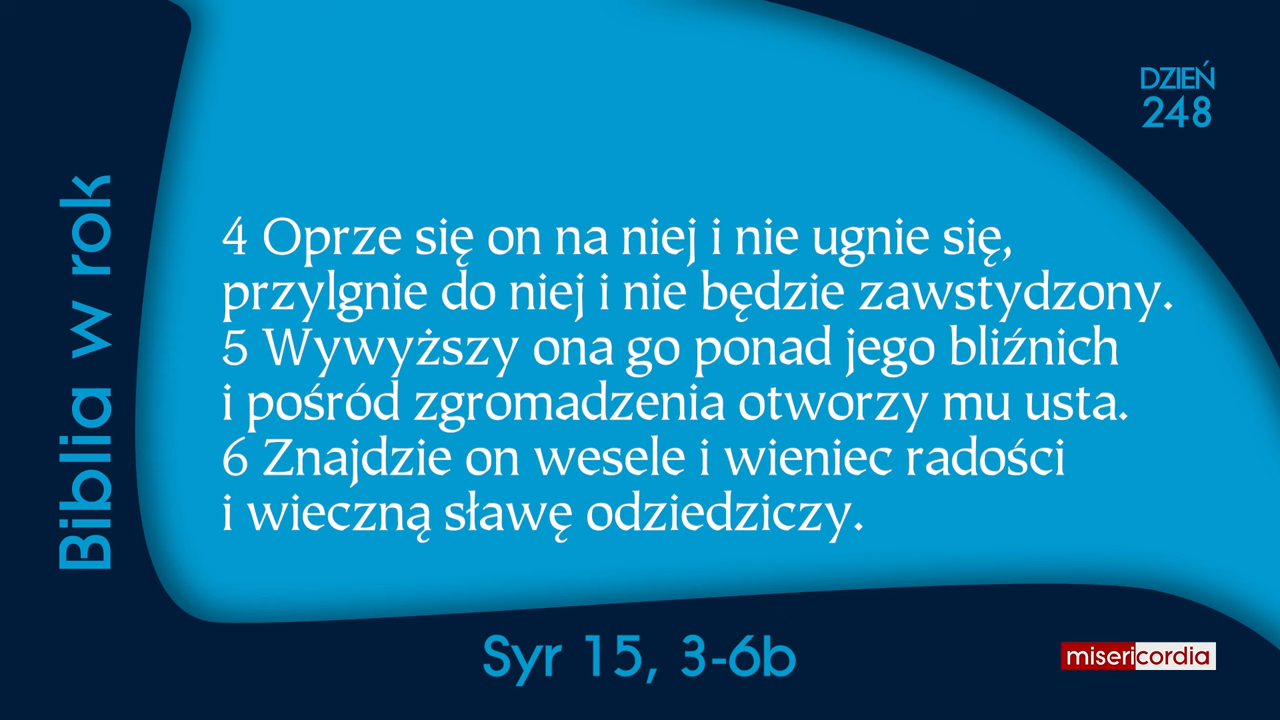 DZIEŃ
248
Biblia w rok
4 Oprze się on na niej i nie ugnie się,
przylgnie do niej i nie będzie zawstydzony.
5 Wywyższy ona go ponad jego bliźnich
i pośród zgromadzenia otworzy mu usta.
6 Znajdzie on wesele i wieniec radości
i wieczną sławę odziedziczy.
Syr 15, 3-6b
misericordia